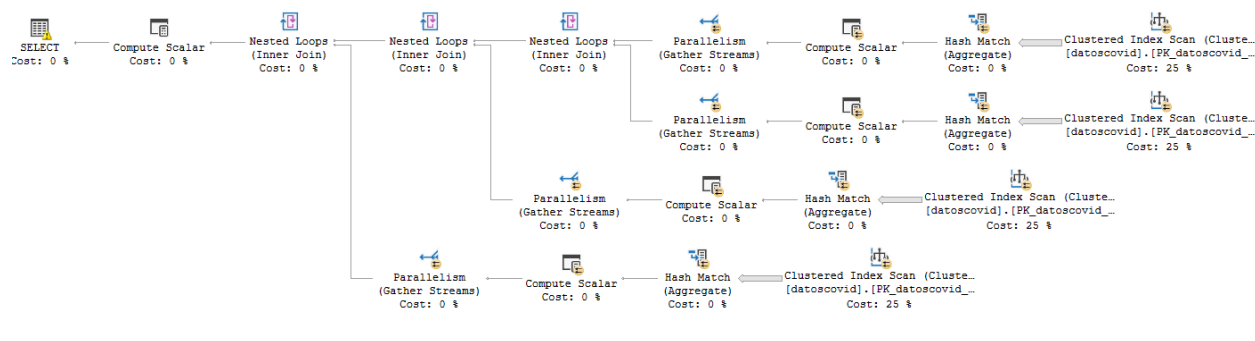 SELECT
Cost: 0 %
Compute Scalar
Cost: 0 %
Nested Loops
(Inner Join)
Cost: 0 %
Nested Loops
(Inner Join)
Cost: 0 %
Nested Loops
(Inner Join)
Cost: 0 %
Parallelism
(Gather Streams)
Cost: 0 %
Compute Scalar
Cost: 0 %
Hash Match
(Aggregate)
Cost: 0 %
Clustered Index Scan (Cluste…
[datoscovid].[PK_datoscovid_…
Cost: 25 %
Parallelism
(Gather Streams)
Cost: 0 %
Compute Scalar
Cost: 0 %
Hash Match
(Aggregate)
Cost: 0 %
Clustered Index Scan (Cluste…
[datoscovid].[PK_datoscovid_…
Cost: 25 %
Parallelism
(Gather Streams)
Cost: 0 %
Compute Scalar
Cost: 0 %
Hash Match
(Aggregate)
Cost: 0 %
Clustered Index Scan (Cluste…
[datoscovid].[PK_datoscovid_…
Cost: 25 %
Parallelism
(Gather Streams)
Cost: 0 %
Compute Scalar
Cost: 0 %
Hash Match
(Aggregate)
Cost: 0 %
Clustered Index Scan (Cluste…
[datoscovid].[PK_datoscovid_…
Cost: 25 %